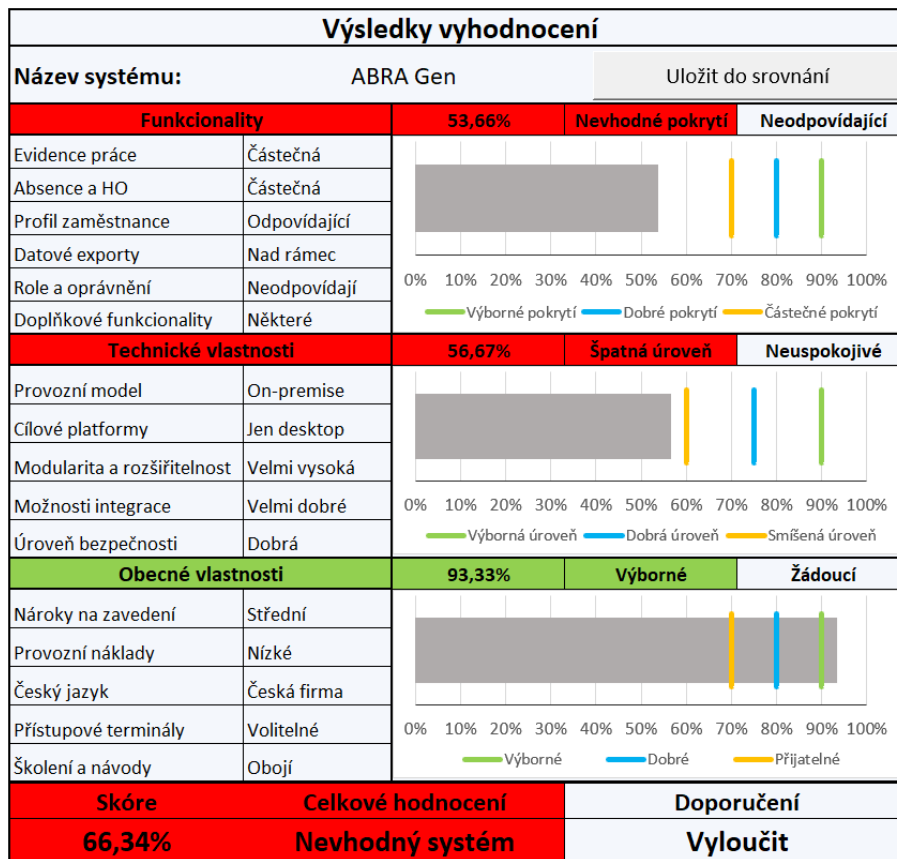 Výsledky vyhodnocení
Název systému: ABRA Gen Uložit do srovnání
Funkcionality 53,66% Nevhodné pokrytí Neodpovídající
Evidence práce Částečná
Absence a HO Částečná
Profil zaměstnance Odpovídající
Datové exporty Nad rámec
Role a oprávnění Neodpovídají
Doplňkové funkcionality Některé
0% 10% 20% 30% 40% 50% 60% 70% 80% 90% 100%
Výborné pokrytí Dobré pokrytí Částečné pokrytí
Technické vlastnosti 56,67% Špatná úroveň Neuspokojivé
Provozní model On-premise
Cílové platformy Jen desktop
Modularita a rozšiřitelnost Velmi vysoká
Možnosti integrace Velmi dobré
Úroveň bezpečnosti Dobrá
0% 10% 20% 30% 40% 50% 60% 70% 80% 90% 100%
Výborná úroveň Dobrá úroveň Smíšená úroveň
Obecné vlastnosti 93,33% Výborné Žádoucí
Nároky na zavedení Střední
Provozní náklady Nízké
Český jazyk Česká firma
Přístupové terminály Volitelné
Školení a návody Obojí
0% 10% 20% 30% 40% 50% 60% 70% 80% 90% 100%
Výborné Dobré Přijatelné
Skóre Celkové hodnocení Doporučení
66,34% Nevhodný systém Vyloučit